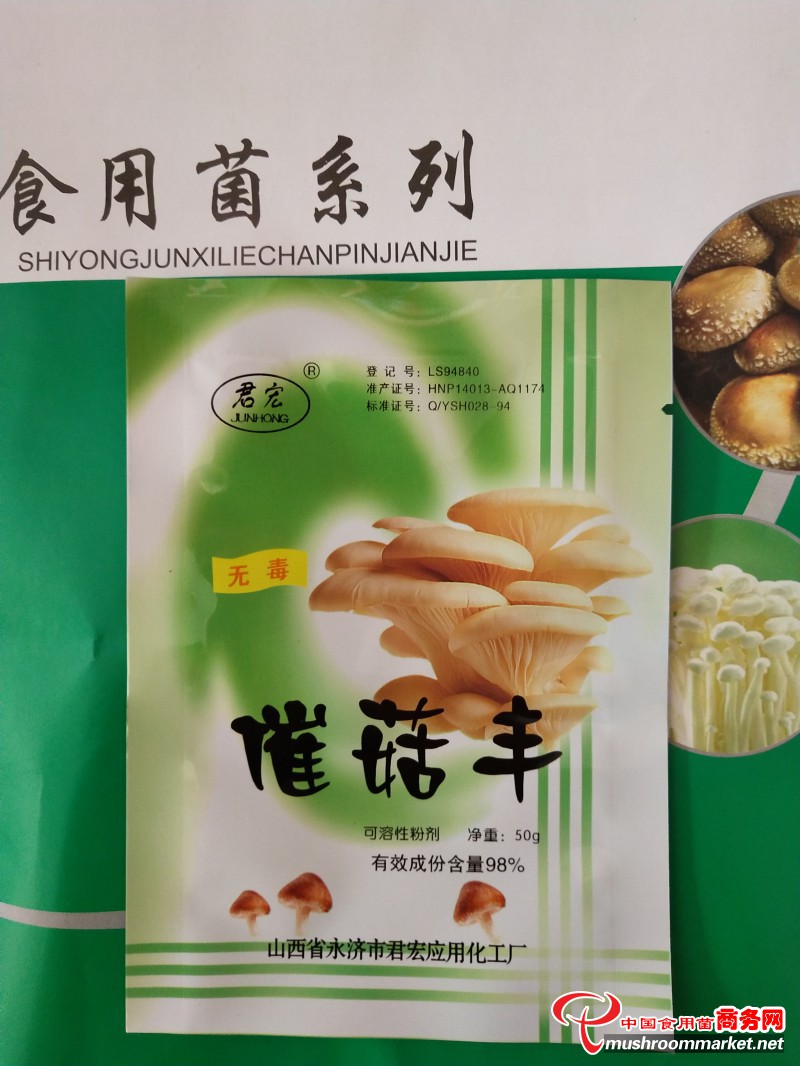 食用菌系列
SHIYONGJUNXILIECHANPINJIANJIE
君宏
JUNHONG
®
登记号：LS94840
准产证号：HNP14013-AQ1174
标准证号：Q/YSH028-94
无毒
催菇丰
可溶性粉剂 净重：50g
有效成份含量98%
山西省永济市君宏应用化工厂
中国食用菌商务网
mushroommarket.net